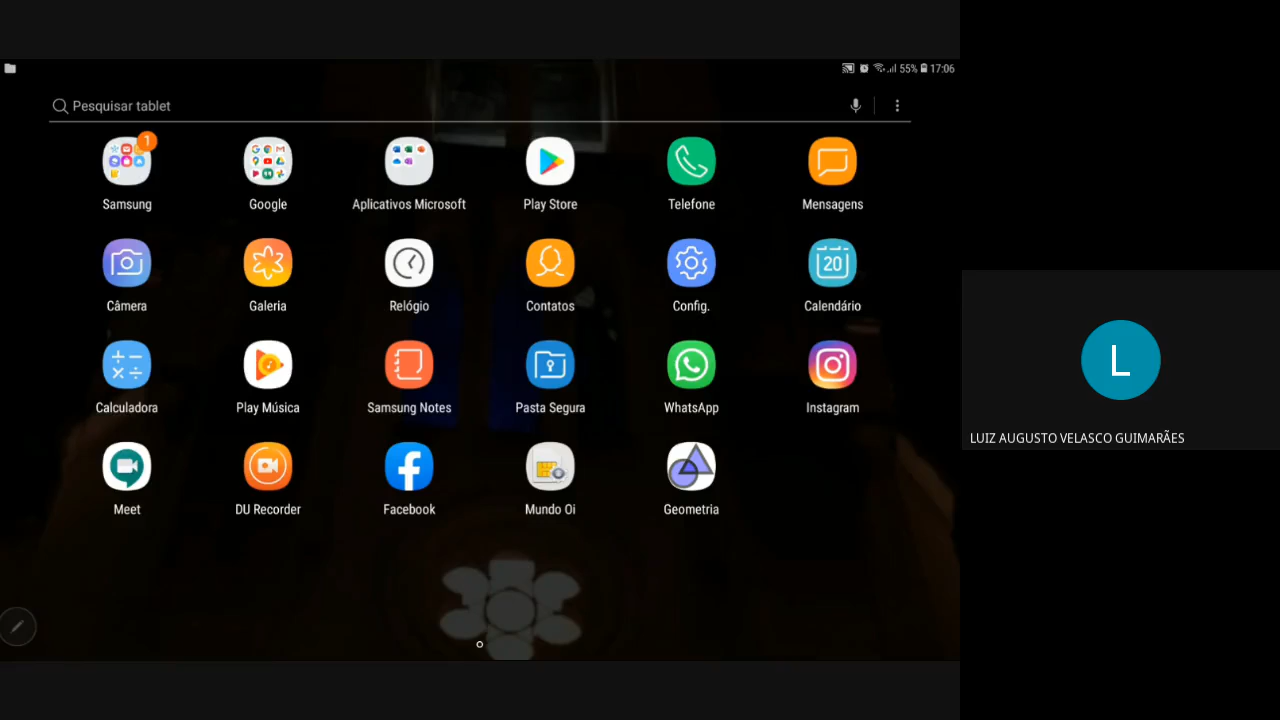 55% 17:06
Pesquisar tablet
1
Samsung Google Aplicativos Microsoft Play Store Telefone Mensagens
20
Câmera Galeria Relógio Contatos Config. Calendário
Calculadora Play Música Samsung Notes Pasta Segura WhatsApp Instagram
Meet DU Recorder Facebook Mundo Oi Geometria
L
LUIZ AUGUSTO VELASCO GUIMARÃES